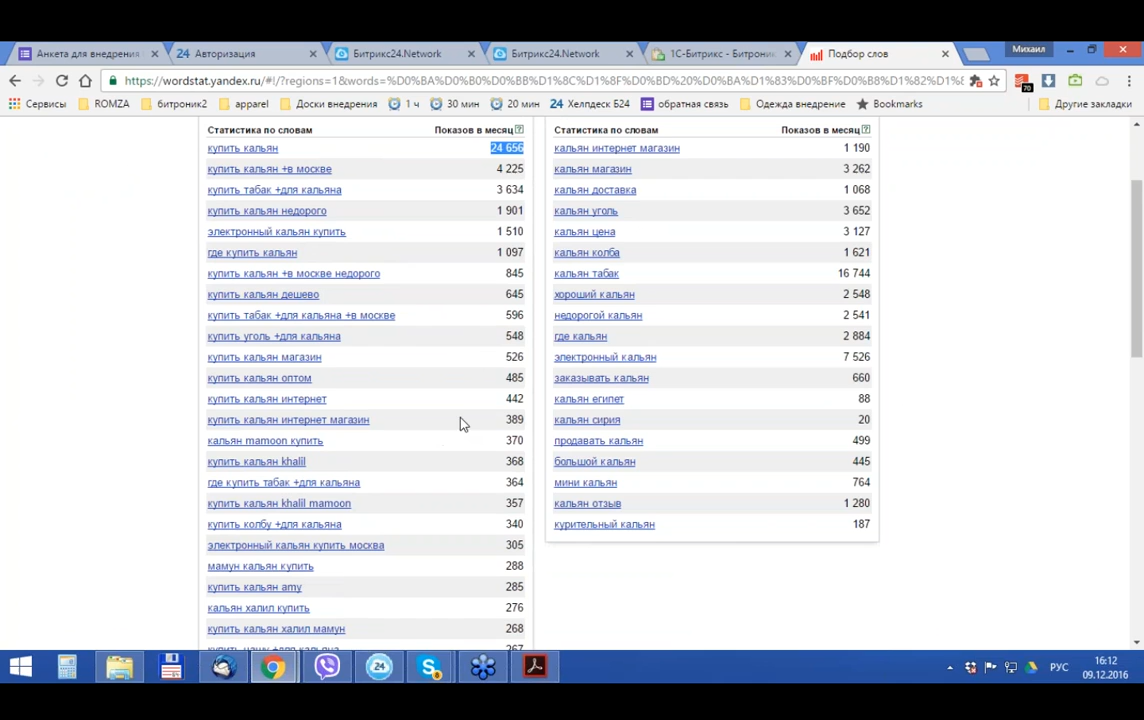 Анкета для внедрения
24 Авторизация
Битрикс24.Network
Битрикс24.Network
1С-Битрикс - Битроник
Подбор слов
Михаил
https://wordstat.yandex.ru/#!/?regions=1&words=%D0%BA%D0%B0%D0%BB%D1%8C%D1%8F%D0%BD%20%D0%BA%D1%83%D0%BF%D0%B8%D1%82%D1%8
70
Сервисы
ROMZA
битроник2
apparel
Доски внедрения
1 ч
30 мин
20 мин
24 Хелпдеск Б24
обратная связь
Одежда внедрение
Bookmarks
Другие закладки
Статистика по словам Показов в месяц ?
купить кальян 24 656
купить кальян +в москве 4 225
купить табак +для кальяна 3 634
купить кальян недорого 1 901
электронный кальян купить 1 510
где купить кальян 1 097
купить кальян +в москве недорого 845
купить кальян дешево 645
купить табак +для кальяна +в москве 596
купить уголь +для кальяна 548
купить кальян магазин 526
купить кальян оптом 485
купить кальян интернет 442
купить кальян интернет магазин 389
кальян mamoon купить 370
купить кальян khalil 368
где купить табак +для кальяна 364
купить кальян khalil mamoon 357
купить колбу +для кальяна 340
электронный кальян купить москва 305
мамун кальян купить 288
купить кальян amy 285
кальян халил купить 276
купить кальян халил мамун 268
купить чашу +для кальяна 267
Статистика по словам Показов в месяц ?
кальян интернет магазин 1 190
кальян магазин 3 262
кальян доставка 1 068
кальян уголь 3 652
кальян цена 3 127
кальян колба 1 621
кальян табак 16 744
хороший кальян 2 548
недорогой кальян 2 541
где кальян 2 884
электронный кальян 7 526
заказывать кальян 660
кальян египет 88
кальян сирия 20
продавать кальян 499
большой кальян 445
мини кальян 764
кальян отзыв 1 280
курительный кальян 187
24
РУС
16:12
09.12.2016